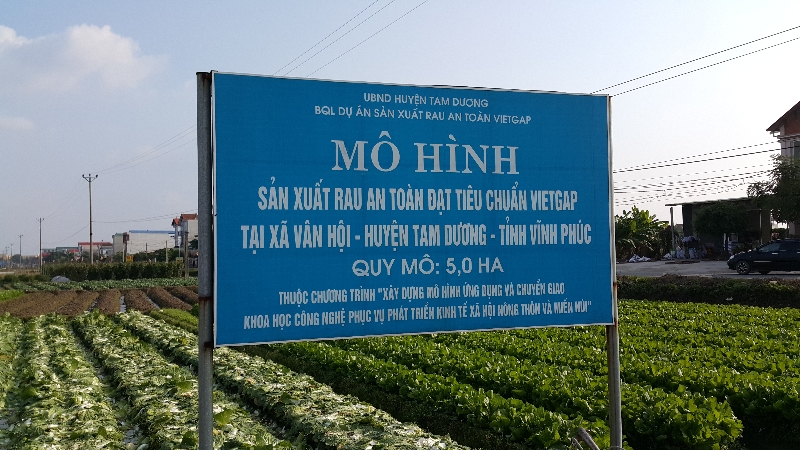 UBND HUYỆN TAM DƯƠNG
BQL DỰ ÁN SẢN XUẤT RAU AN TOÀN VIETGAP
MÔ HÌNH
SẢN XUẤT RAU AN TOÀN ĐẠT TIÊU CHUẨN VIETGAP
TẠI XÃ VÂN HỘI - HUYỆN TAM DƯƠNG - TỈNH VĨNH PHÚC
QUY MÔ: 5,0 HA
THUỘC CHƯƠNG TRÌNH "XÂY DỰNG MÔ HÌNH ỨNG DỤNG VÀ CHUYỂN GIAO
KHOA HỌC CÔNG NGHỆ PHỤC VỤ PHÁT TRIỂN KINH TẾ XÃ HỘI NÔNG THÔN VÀ MIỀN NÚI"